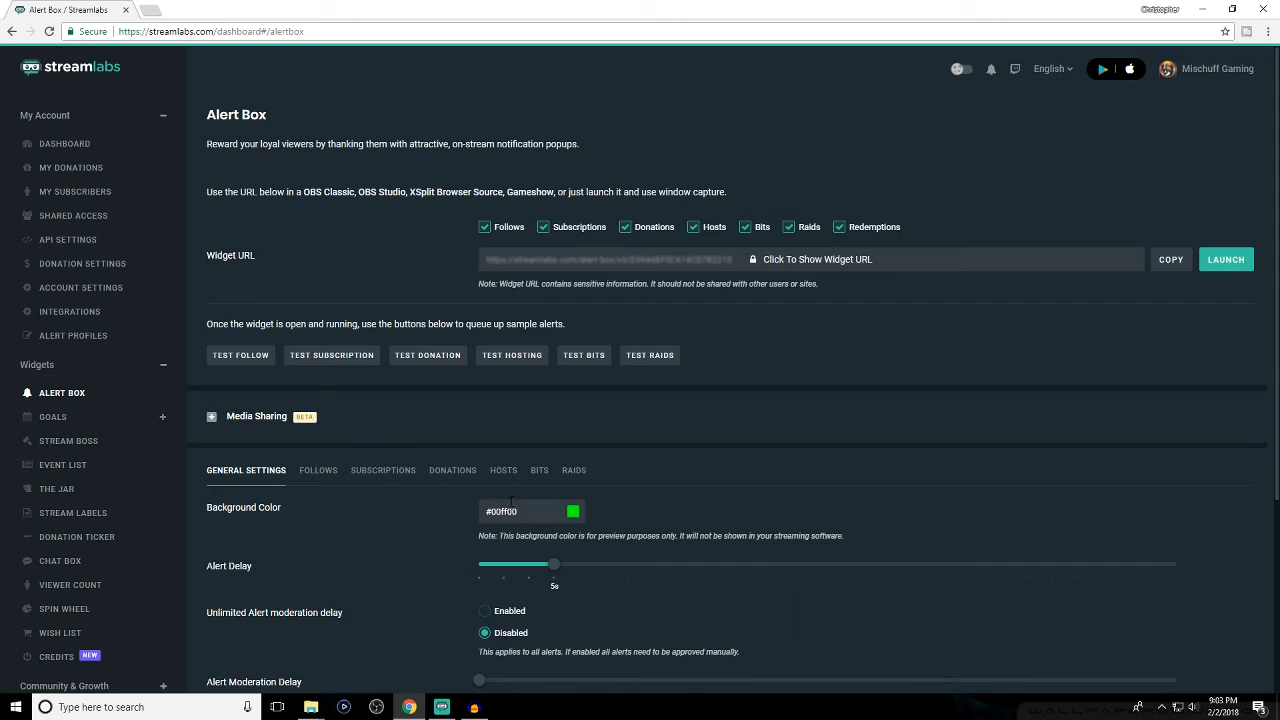 Alert Box / Streamlabs
Christopher
Secure
https://streamlabs.com/dashboard#/alertbox
streamlabs
English
Mischuff Gaming
My Account
DASHBOARD
MY DONATIONS
MY SUBSCRIBERS
SHARED ACCESS
API SETTINGS
DONATION SETTINGS
ACCOUNT SETTINGS
INTEGRATIONS
ALERT PROFILES
Widgets
ALERT BOX
GOALS
STREAM BOSS
EVENT LIST
THE JAR
STREAM LABELS
DONATION TICKER
CHAT BOX
VIEWER COUNT
SPIN WHEEL
WISH LIST
CREDITS NEW
Community & Growth
Alert Box
Reward your loyal viewers by thanking them with attractive, on-stream notification popups.
Use the URL below in a OBS Classic, OBS Studio, XSplit Browser Source, Gameshow, or just launch it and use window capture.
Follows Subscriptions Donations Hosts Bits Raids Redemptions
Widget URL
Click To Show Widget URL
COPY
LAUNCH
Note: Widget URL contains sensitive information. It should not be shared with other users or sites.
Once the widget is open and running, use the buttons below to queue up sample alerts.
TEST FOLLOW TEST SUBSCRIPTION TEST DONATION TEST HOSTING TEST BITS TEST RAIDS
Media Sharing BETA
GENERAL SETTINGS FOLLOWS SUBSCRIPTIONS DONATIONS HOSTS BITS RAIDS
Background Color
#00ff00
Note: This background color is for preview purposes only. It will not be shown in your streaming software.
Alert Delay
5s
Unlimited Alert moderation delay
Enabled
Disabled
This applies to all alerts. If enabled all alerts need to be approved manually.
Alert Moderation Delay
Type here to search
9:03 PM
2/2/2018